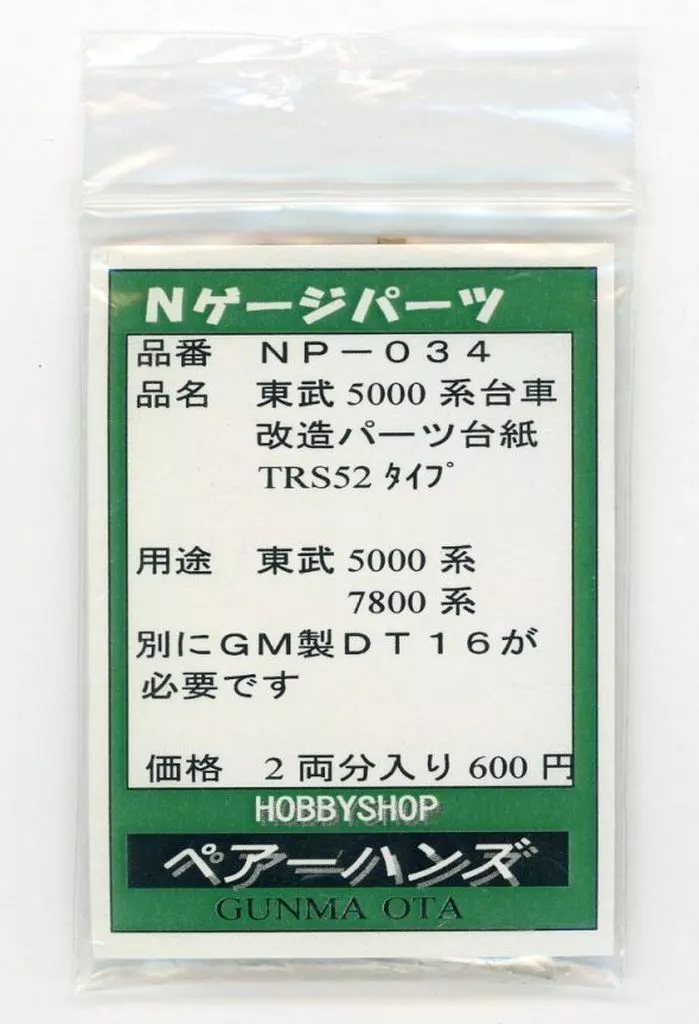 Nゲージパーツ
品番　NP－034
品名　東武 5000 系台車
改造パーツ台紙
TRS52 ﾀｲﾌﾟ
用途　東武 5000 系
7800 系
別にGM製DT16が
必要です
価格　2両分入り 600 円
HOBBYSHOP
ペアーハンズ
GUNMA OTA